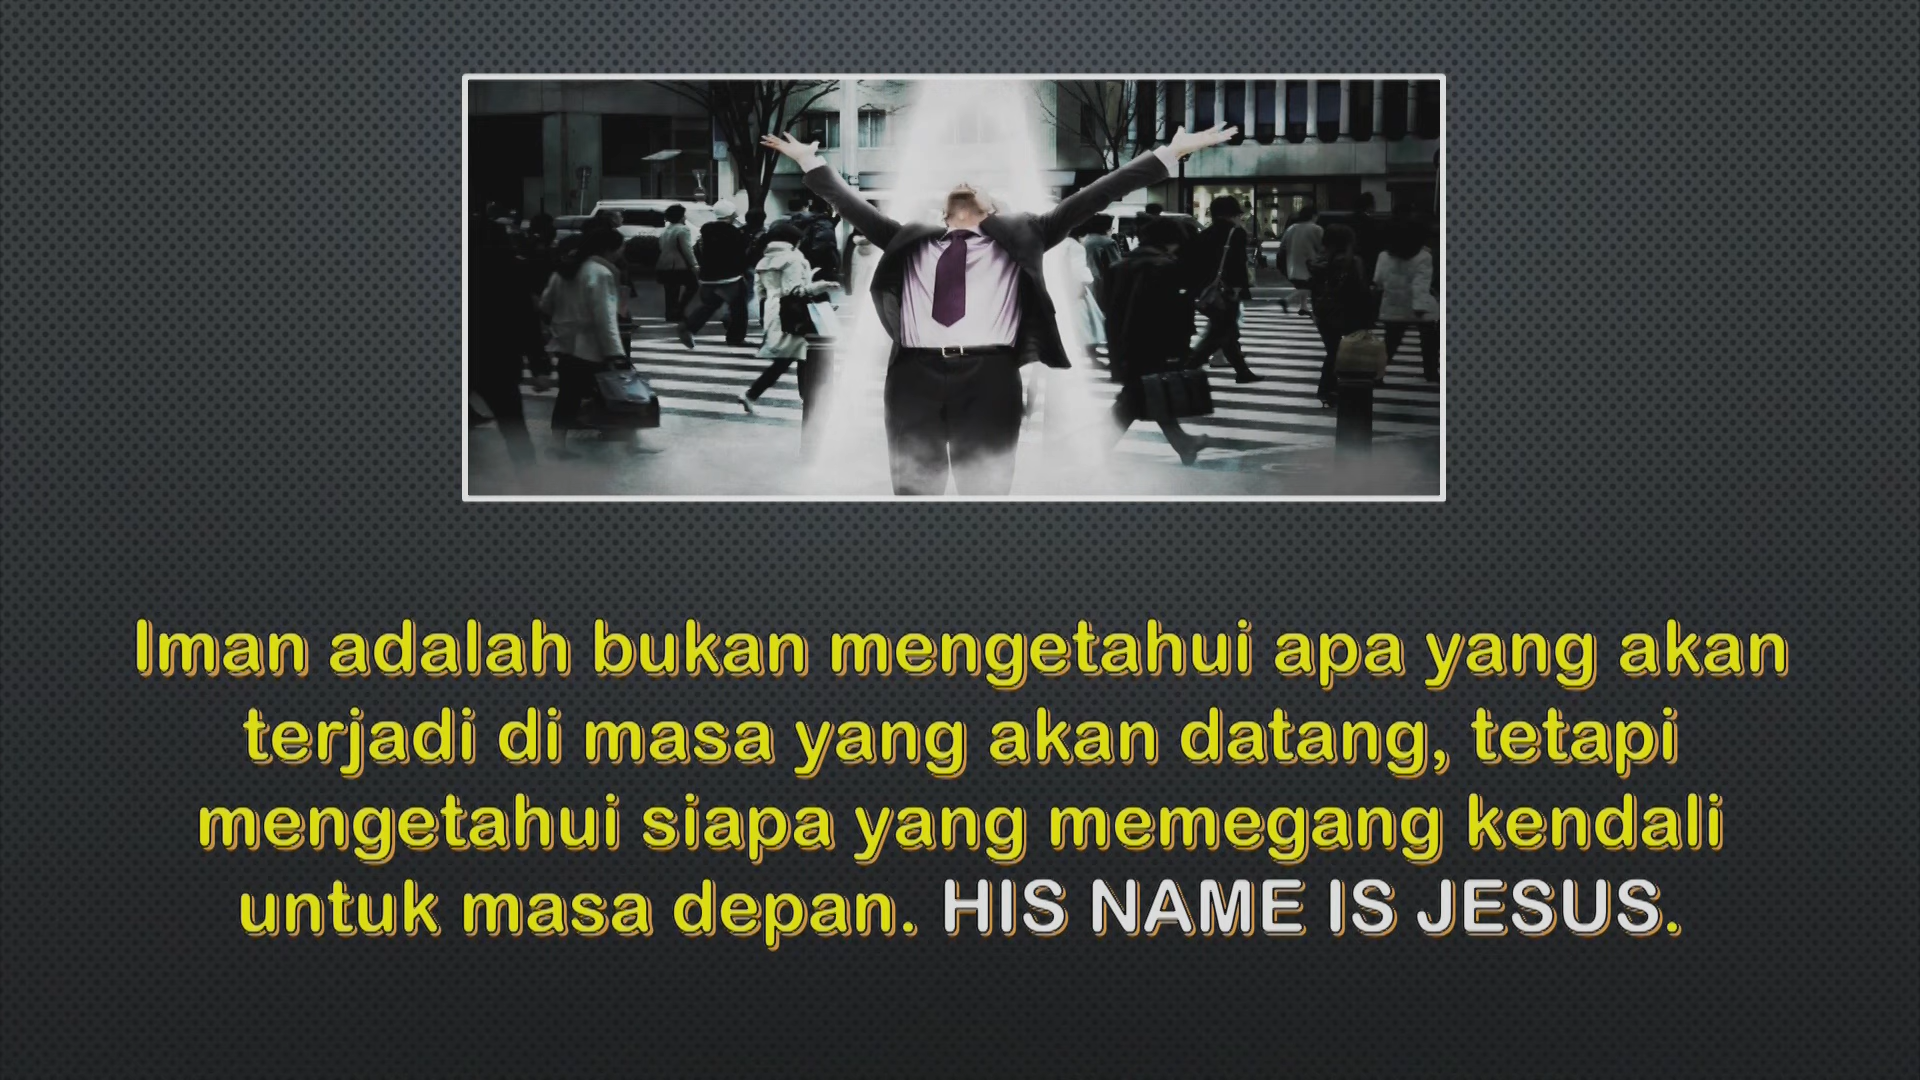 Iman adalah bukan mengetahui apa yang akan
terjadi di masa yang akan datang, tetapi
mengetahui siapa yang memegang kendali
untuk masa depan. HIS NAME IS JESUS.